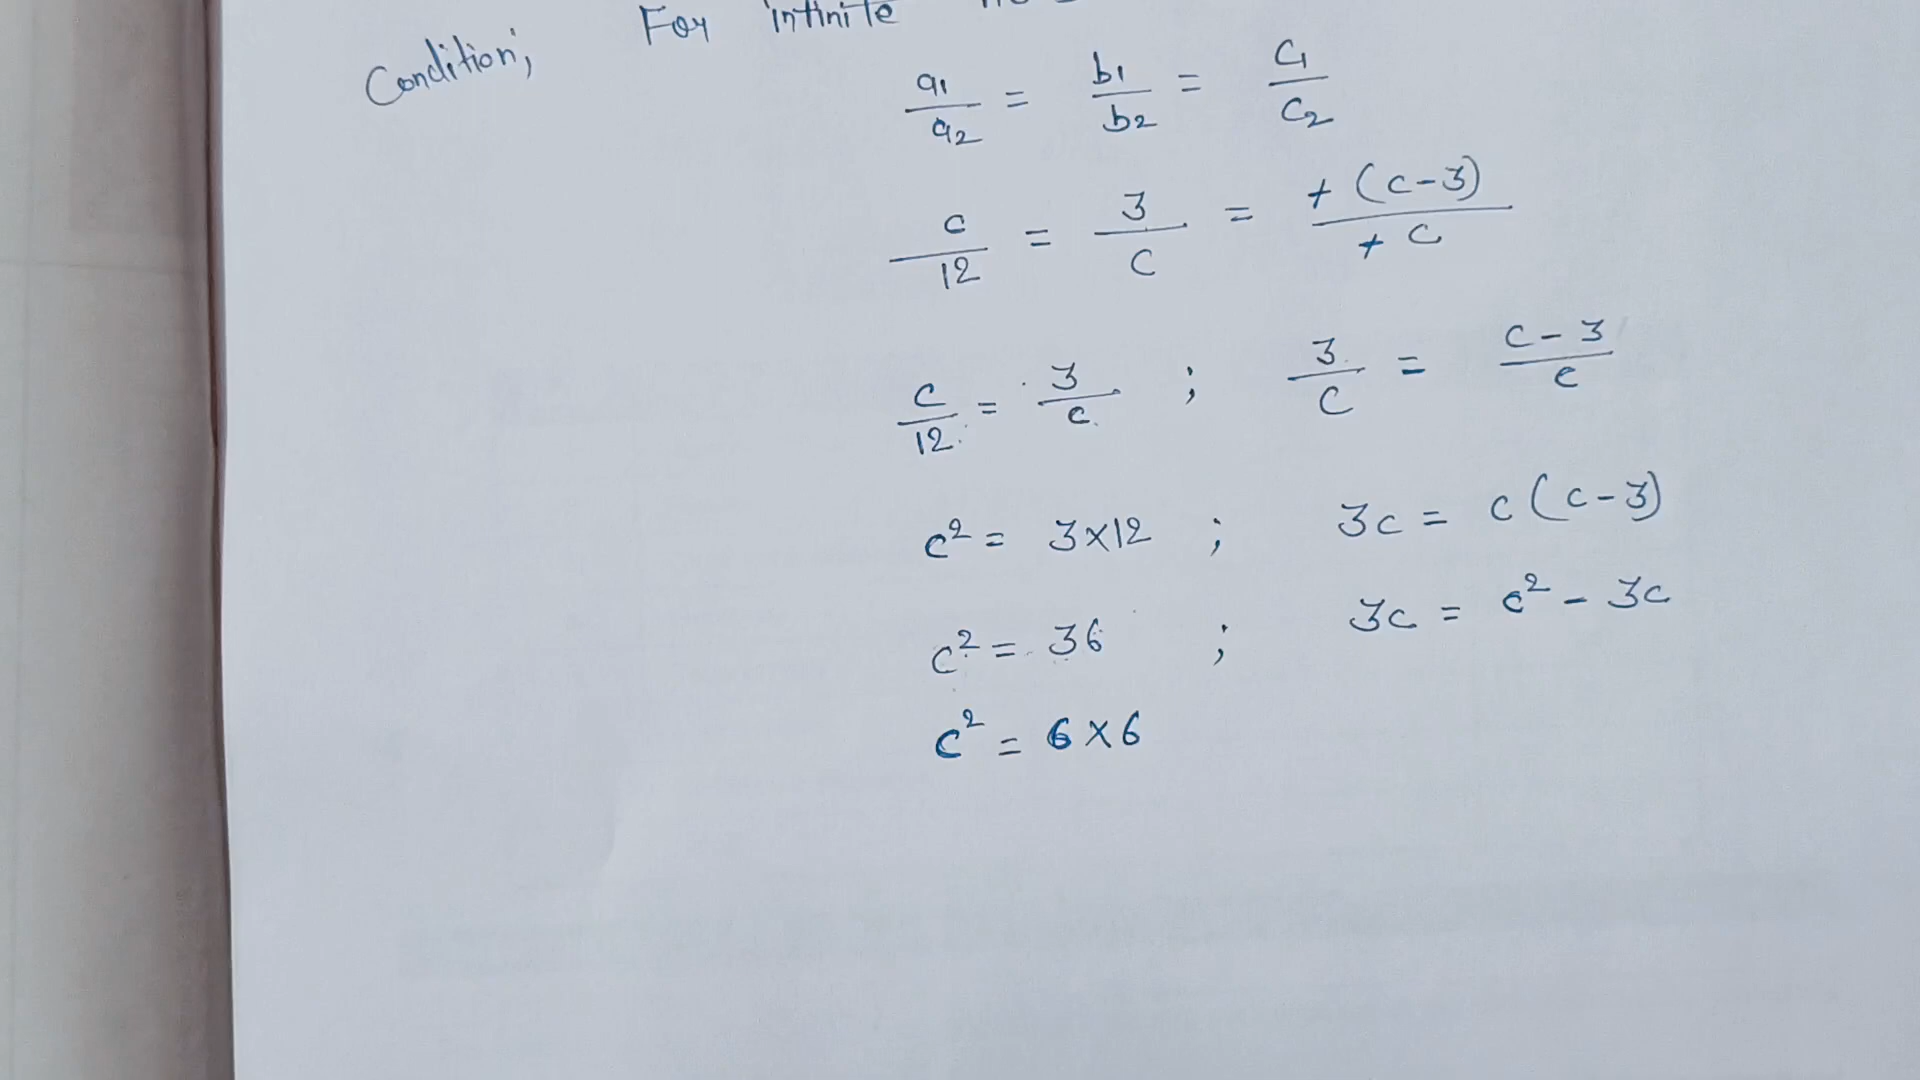 Condition; For infinite
a1/a2 = b1/b2 = C1/C2
c/12 = 3/C = +(c-3)/+C
c/12 = 3/c ; 3/C = c-3/c
c² = 3×12 ; 3c = c(c-3)
c² = 36 ; 3c = c² - 3c
c² = 6×6